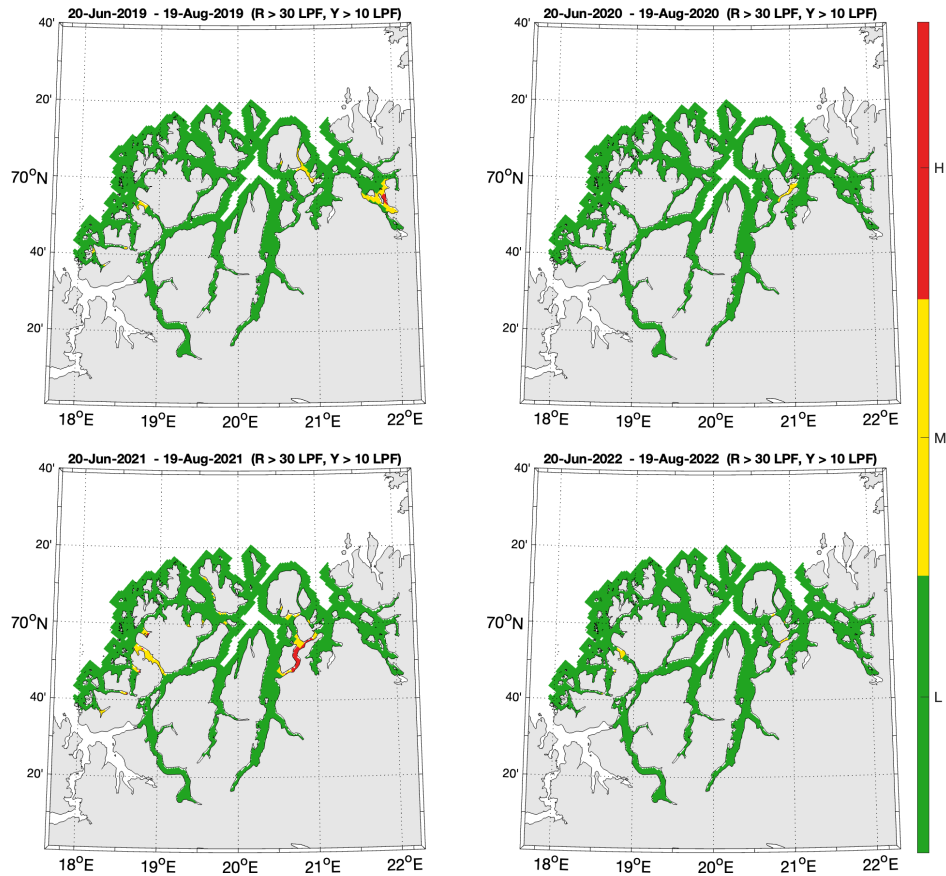 20-Jun-2019 - 19-Aug-2019 (R > 30 LPF, Y > 10 LPF)
40'
20'
70°N
40'
20'
18°E 19°E 20°E 21°E 22°E
20-Jun-2020 - 19-Aug-2020 (R > 30 LPF, Y > 10 LPF)
40'
20'
70°N
40'
20'
18°E 19°E 20°E 21°E 22°E
20-Jun-2021 - 19-Aug-2021 (R > 30 LPF, Y > 10 LPF)
40'
20'
70°N
40'
20'
18°E 19°E 20°E 21°E 22°E
20-Jun-2022 - 19-Aug-2022 (R > 30 LPF, Y > 10 LPF)
40'
20'
70°N
40'
20'
18°E 19°E 20°E 21°E 22°E
H
M
L